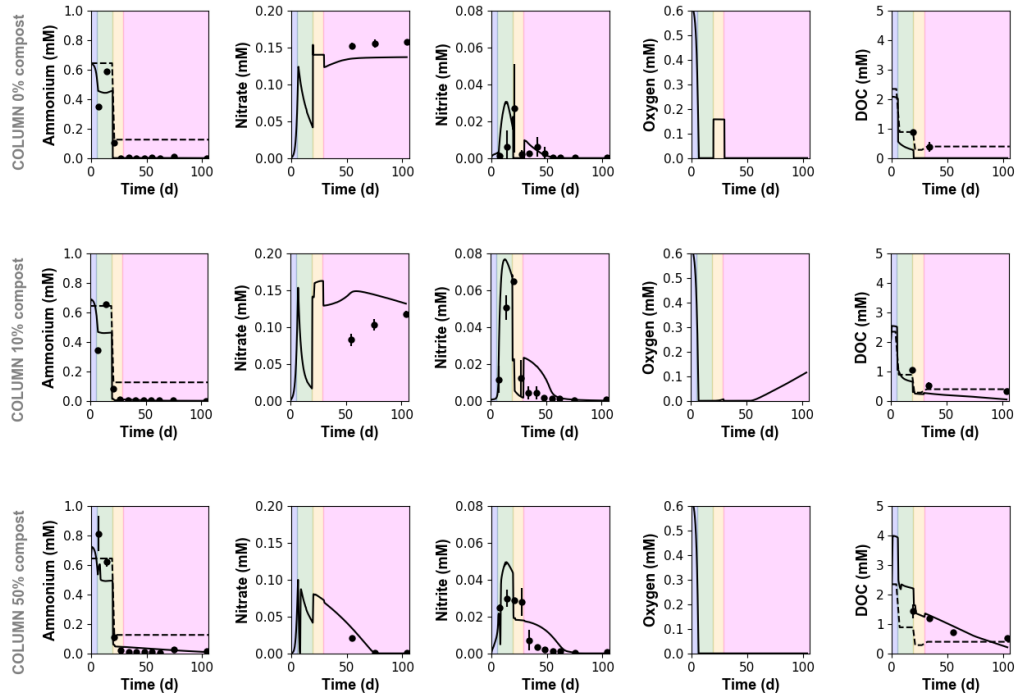 COLUMN 0% compost
Ammonium (mM)
1.0
0.8
0.6
0.4
0.2
0.0
0 50 100
Time (d)
Nitrate (mM)
0.20
0.15
0.10
0.05
0.00
0 50 100
Time (d)
Nitrite (mM)
0.08
0.06
0.04
0.02
0.00
0 50 100
Time (d)
Oxygen (mM)
0.6
0.5
0.4
0.3
0.2
0.1
0.0
0 50 100
Time (d)
DOC (mM)
5
4
3
2
1
0
0 50 100
Time (d)
COLUMN 10% compost
Ammonium (mM)
1.0
0.8
0.6
0.4
0.2
0.0
0 50 100
Time (d)
Nitrate (mM)
0.20
0.15
0.10
0.05
0.00
0 50 100
Time (d)
Nitrite (mM)
0.08
0.06
0.04
0.02
0.00
0 50 100
Time (d)
Oxygen (mM)
0.6
0.5
0.4
0.3
0.2
0.1
0.0
0 50 100
Time (d)
DOC (mM)
5
4
3
2
1
0
0 50 100
Time (d)
COLUMN 50% compost
Ammonium (mM)
1.0
0.8
0.6
0.4
0.2
0.0
0 50 100
Time (d)
Nitrate (mM)
0.20
0.15
0.10
0.05
0.00
0 50 100
Time (d)
Nitrite (mM)
0.08
0.06
0.04
0.02
0.00
0 50 100
Time (d)
Oxygen (mM)
0.6
0.5
0.4
0.3
0.2
0.1
0.0
0 50 100
Time (d)
DOC (mM)
5
4
3
2
1
0
0 50 100
Time (d)